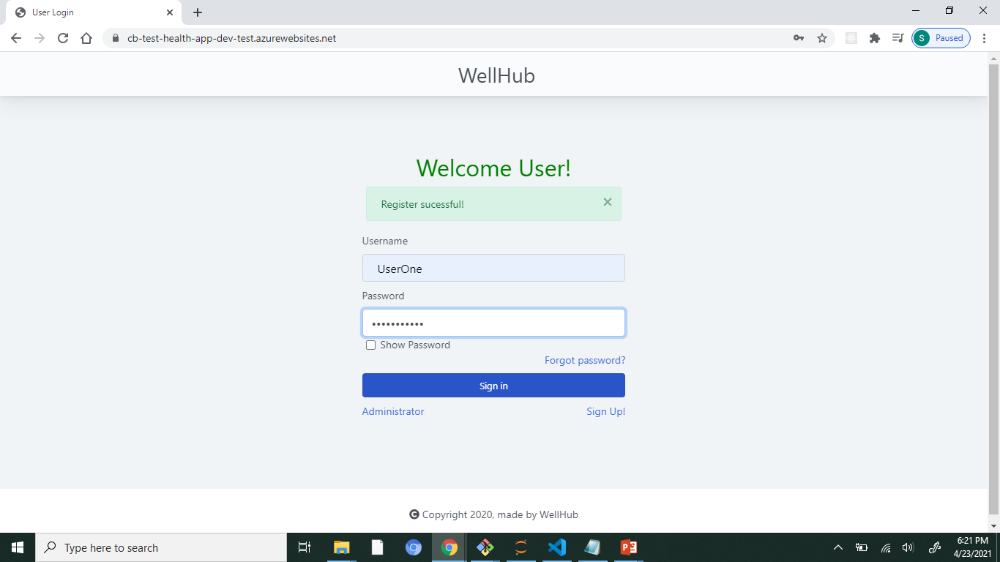 User Login
cb-test-health-app-dev-test.azurewebsites.net
S
Paused
WellHub
Welcome User!
Register sucessful!
Username
UserOne
Password
•••••••••••
Show Password
Forgot password?
Sign in
Administrator
Sign Up!
Copyright 2020, made by WellHub
Type here to search
6:21 PM
4/23/2021